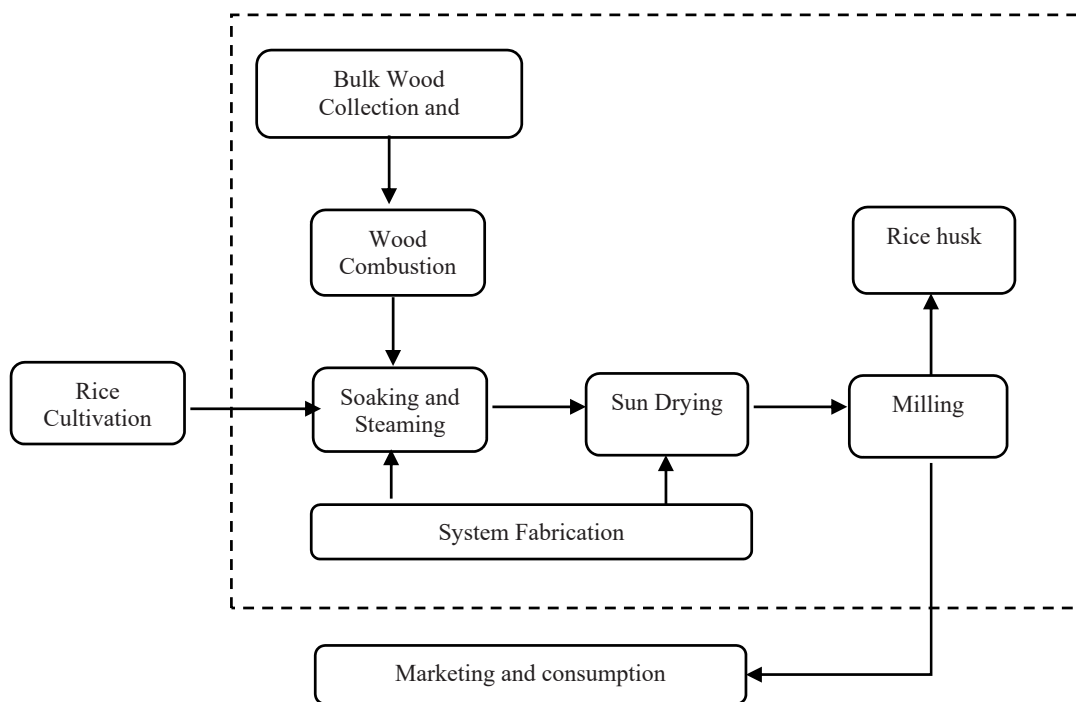 Bulk Wood
Collection and
Wood
Combustion
Rice husk
Rice
Cultivation
Soaking and
Steaming
Sun Drying
Milling
System Fabrication
Marketing and consumption